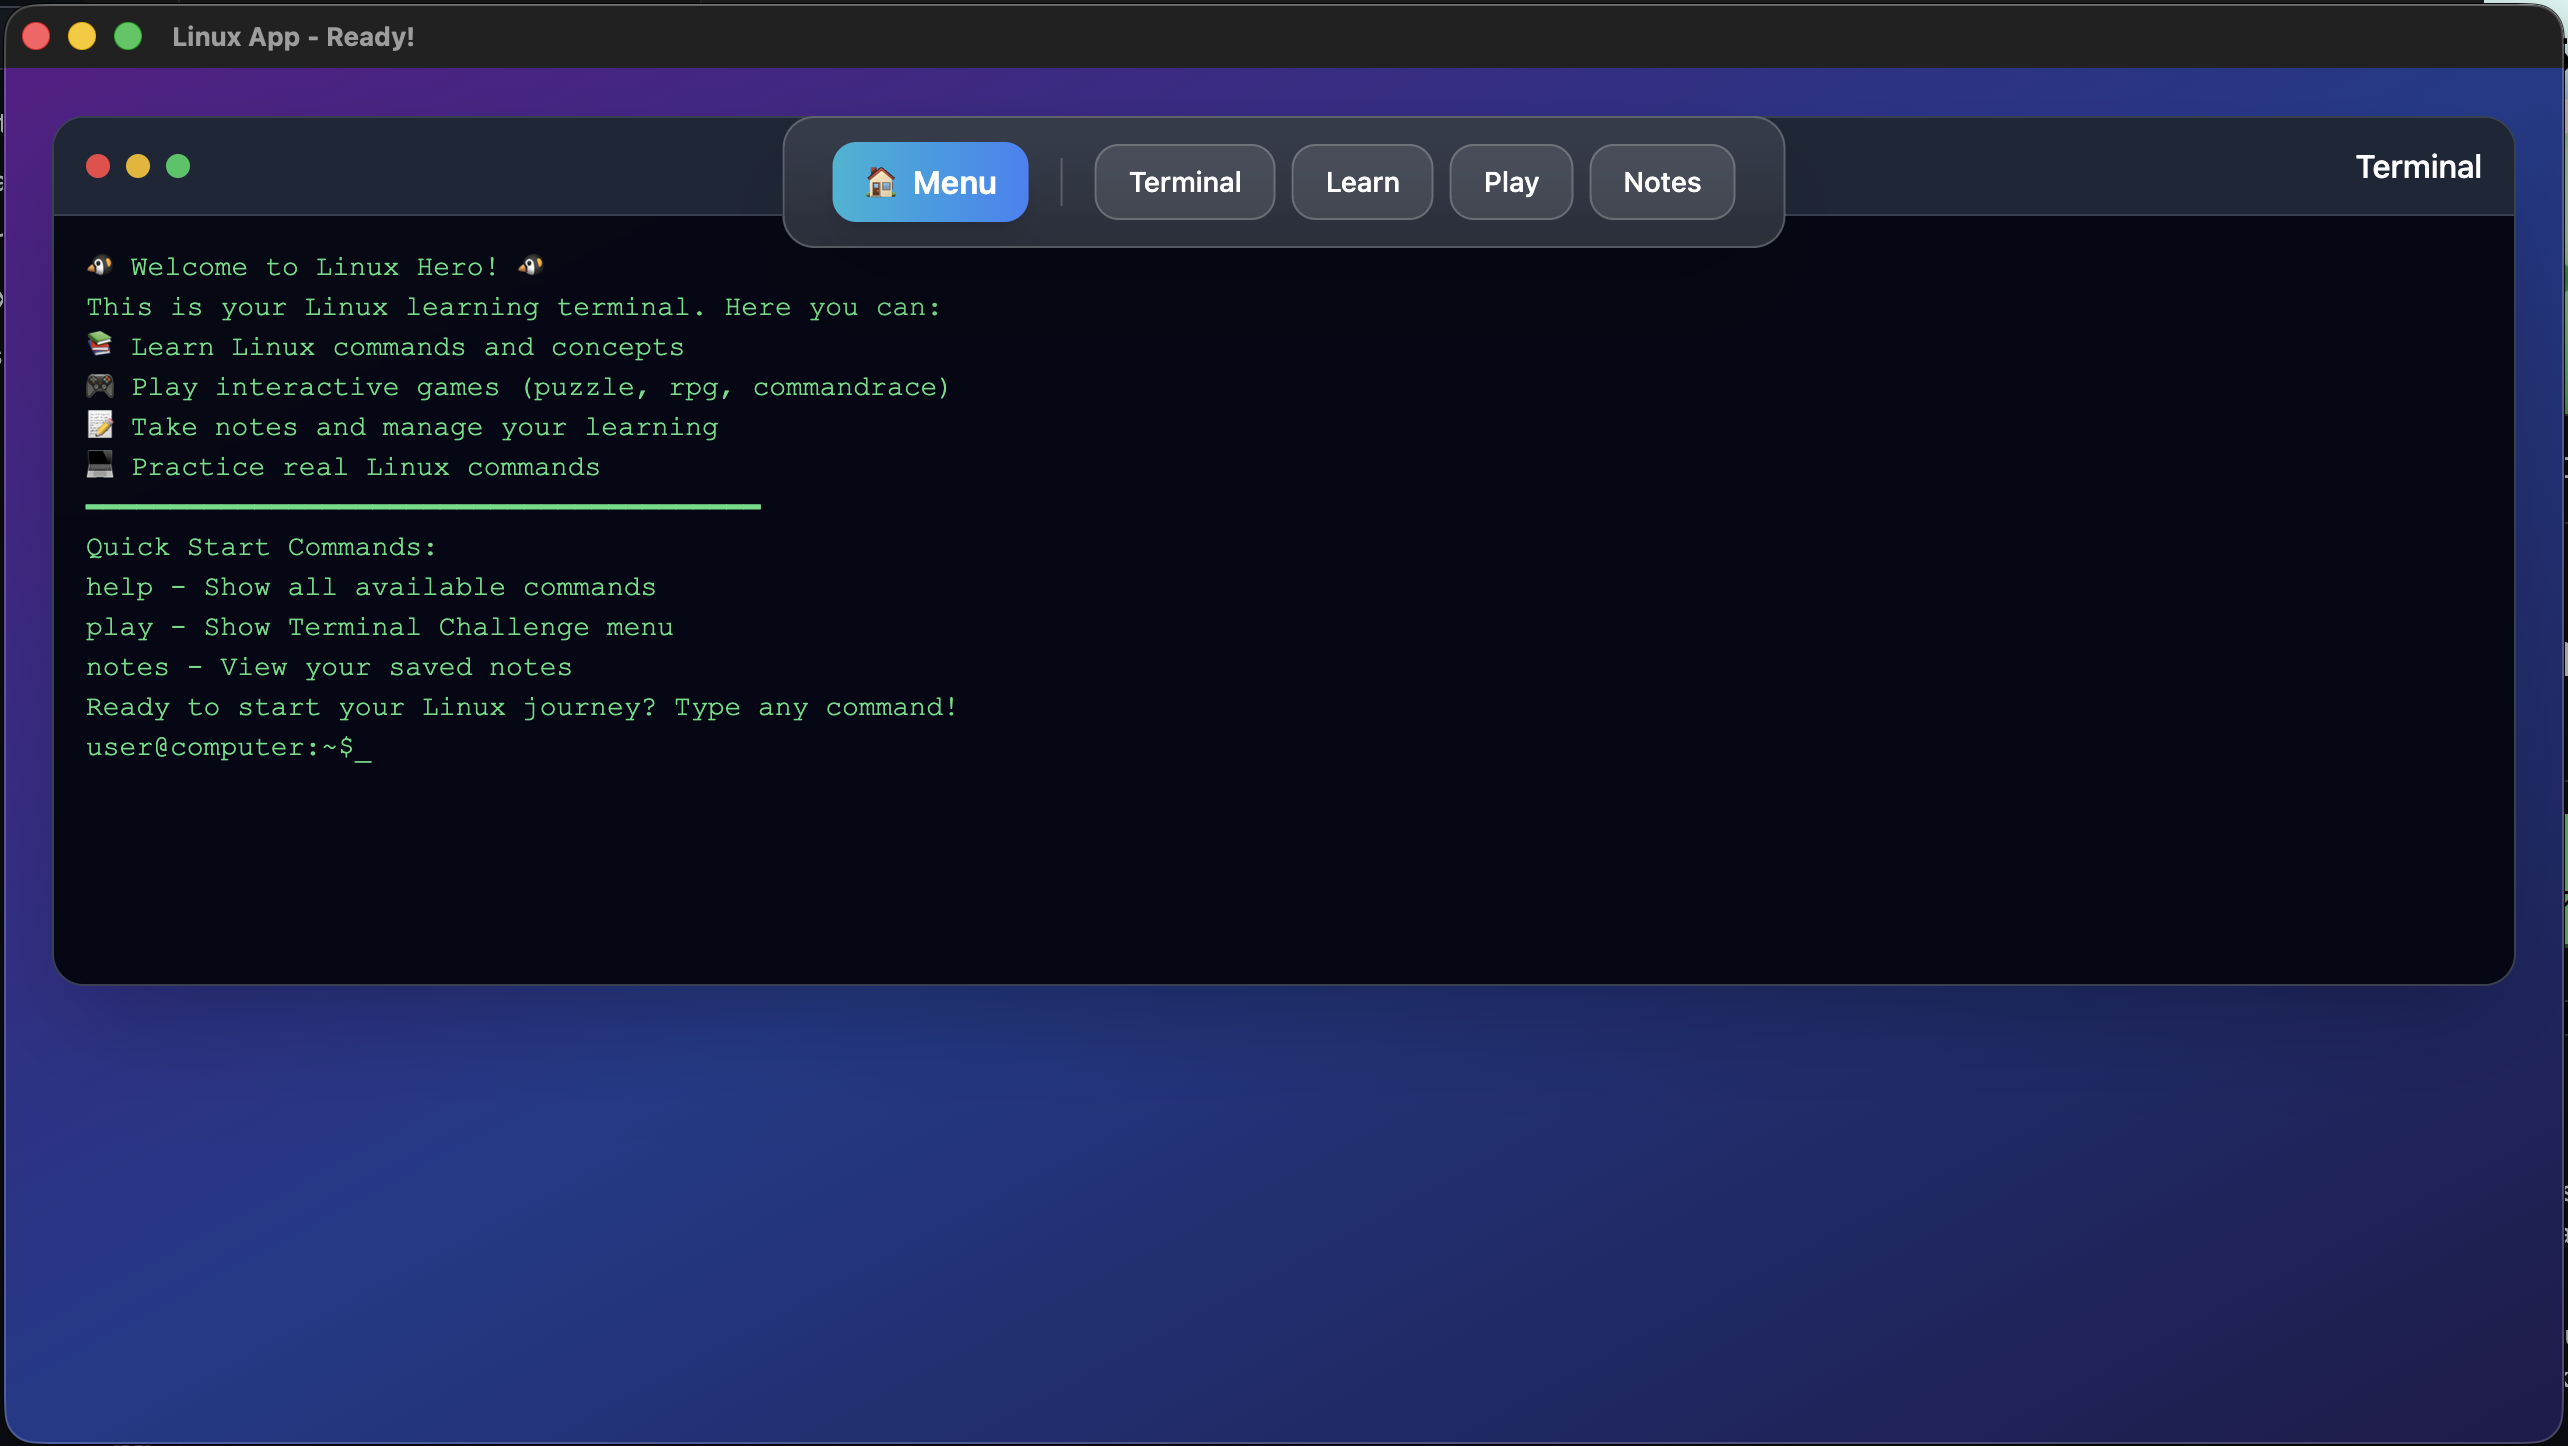 Linux App - Ready!
🏠 Menu
Terminal
Learn
Play
Notes
Terminal
🐧 Welcome to Linux Hero! 🐧
This is your Linux learning terminal. Here you can:
📚 Learn Linux commands and concepts
🎮 Play interactive games (puzzle, rpg, commandrace)
📝 Take notes and manage your learning
💻 Practice real Linux commands
Quick Start Commands:
help - Show all available commands
play - Show Terminal Challenge menu
notes - View your saved notes
Ready to start your Linux journey? Type any command!
user@computer:~$_